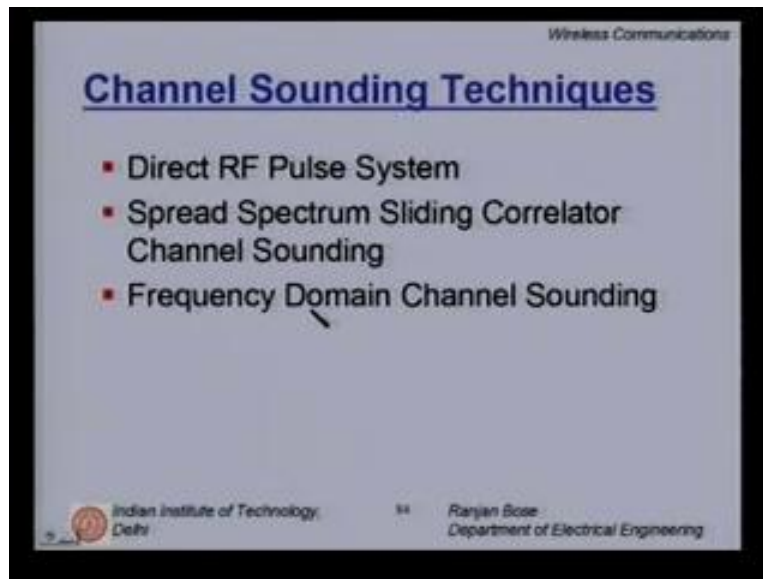 Wireless Communications
Channel Sounding Techniques
Direct RF Pulse System
Spread Spectrum Sliding Correlator
Channel Sounding
Frequency Domain Channel Sounding
Indian Institute of Technology,
Delhi
Ranjan Bose
Department of Electrical Engineering